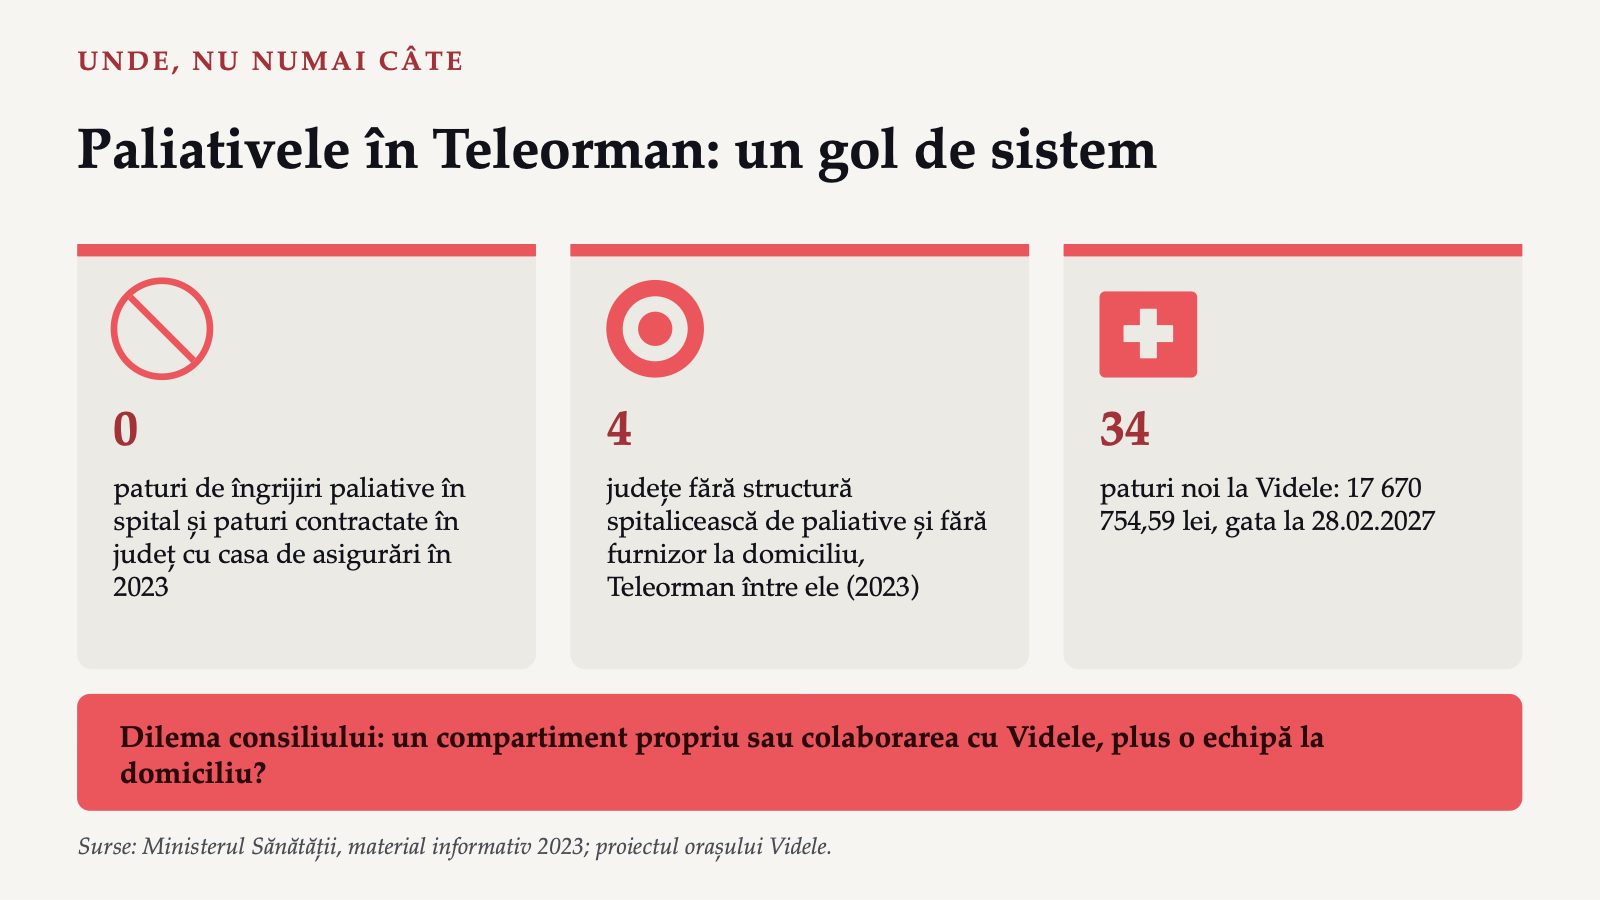 UNDE, NU NUMAI CÂTE
Paliativele în Teleorman: un gol de sistem
0
paturi de îngrijiri paliative în
spital și paturi contractate în
județ cu casa de asigurări în
2023
4
județe fără structură
spitalicească de paliative și fără
furnizor la domiciliu,
Teleorman între ele (2023)
34
paturi noi la Videle: 17 670
754,59 lei, gata la 28.02.2027
Dilema consiliului: un compartiment propriu sau colaborarea cu Videle, plus o echipă la
domiciliu?
Surse: Ministerul Sănătății, material informativ 2023; proiectul orașului Videle.